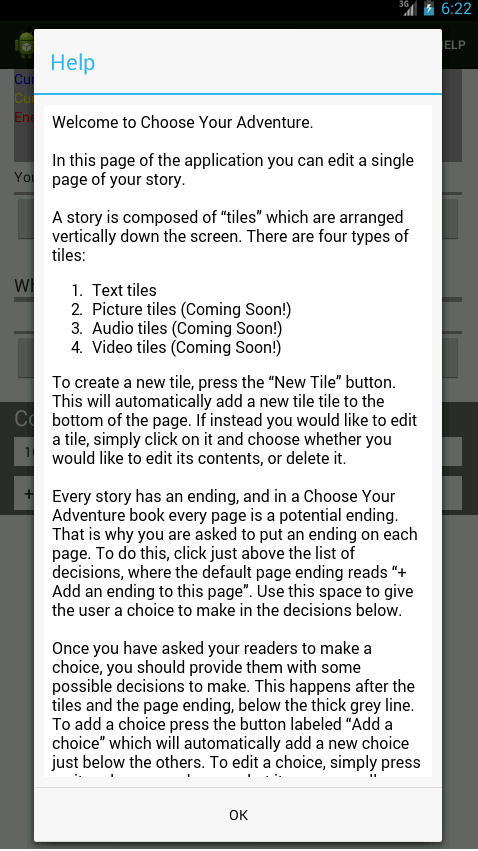 3G 6:22
ELP
Help
Cu
Cu
Ene
You
Wh
Co
10
+
Welcome to Choose Your Adventure.
In this page of the application you can edit a single
page of your story.
A story is composed of “tiles” which are arranged
vertically down the screen. There are four types of
tiles:
1. Text tiles
2. Picture tiles (Coming Soon!)
3. Audio tiles (Coming Soon!)
4. Video tiles (Coming Soon!)
To create a new tile, press the “New Tile” button.
This will automatically add a new tile tile to the
bottom of the page. If instead you would like to edit
a tile, simply click on it and choose whether you
would like to edit its contents, or delete it.
Every story has an ending, and in a Choose Your
Adventure book every page is a potential ending.
That is why you are asked to put an ending on each
page. To do this, click just above the list of
decisions, where the default page ending reads “+
Add an ending to this page”. Use this space to give
the user a choice to make in the decisions below.
Once you have asked your readers to make a
choice, you should provide them with some
possible decisions to make. This happens after the
tiles and the page ending, below the thick grey line.
To add a choice press the button labeled “Add a
choice” which will automatically add a new choice
just below the others. To edit a choice, simply press
OK